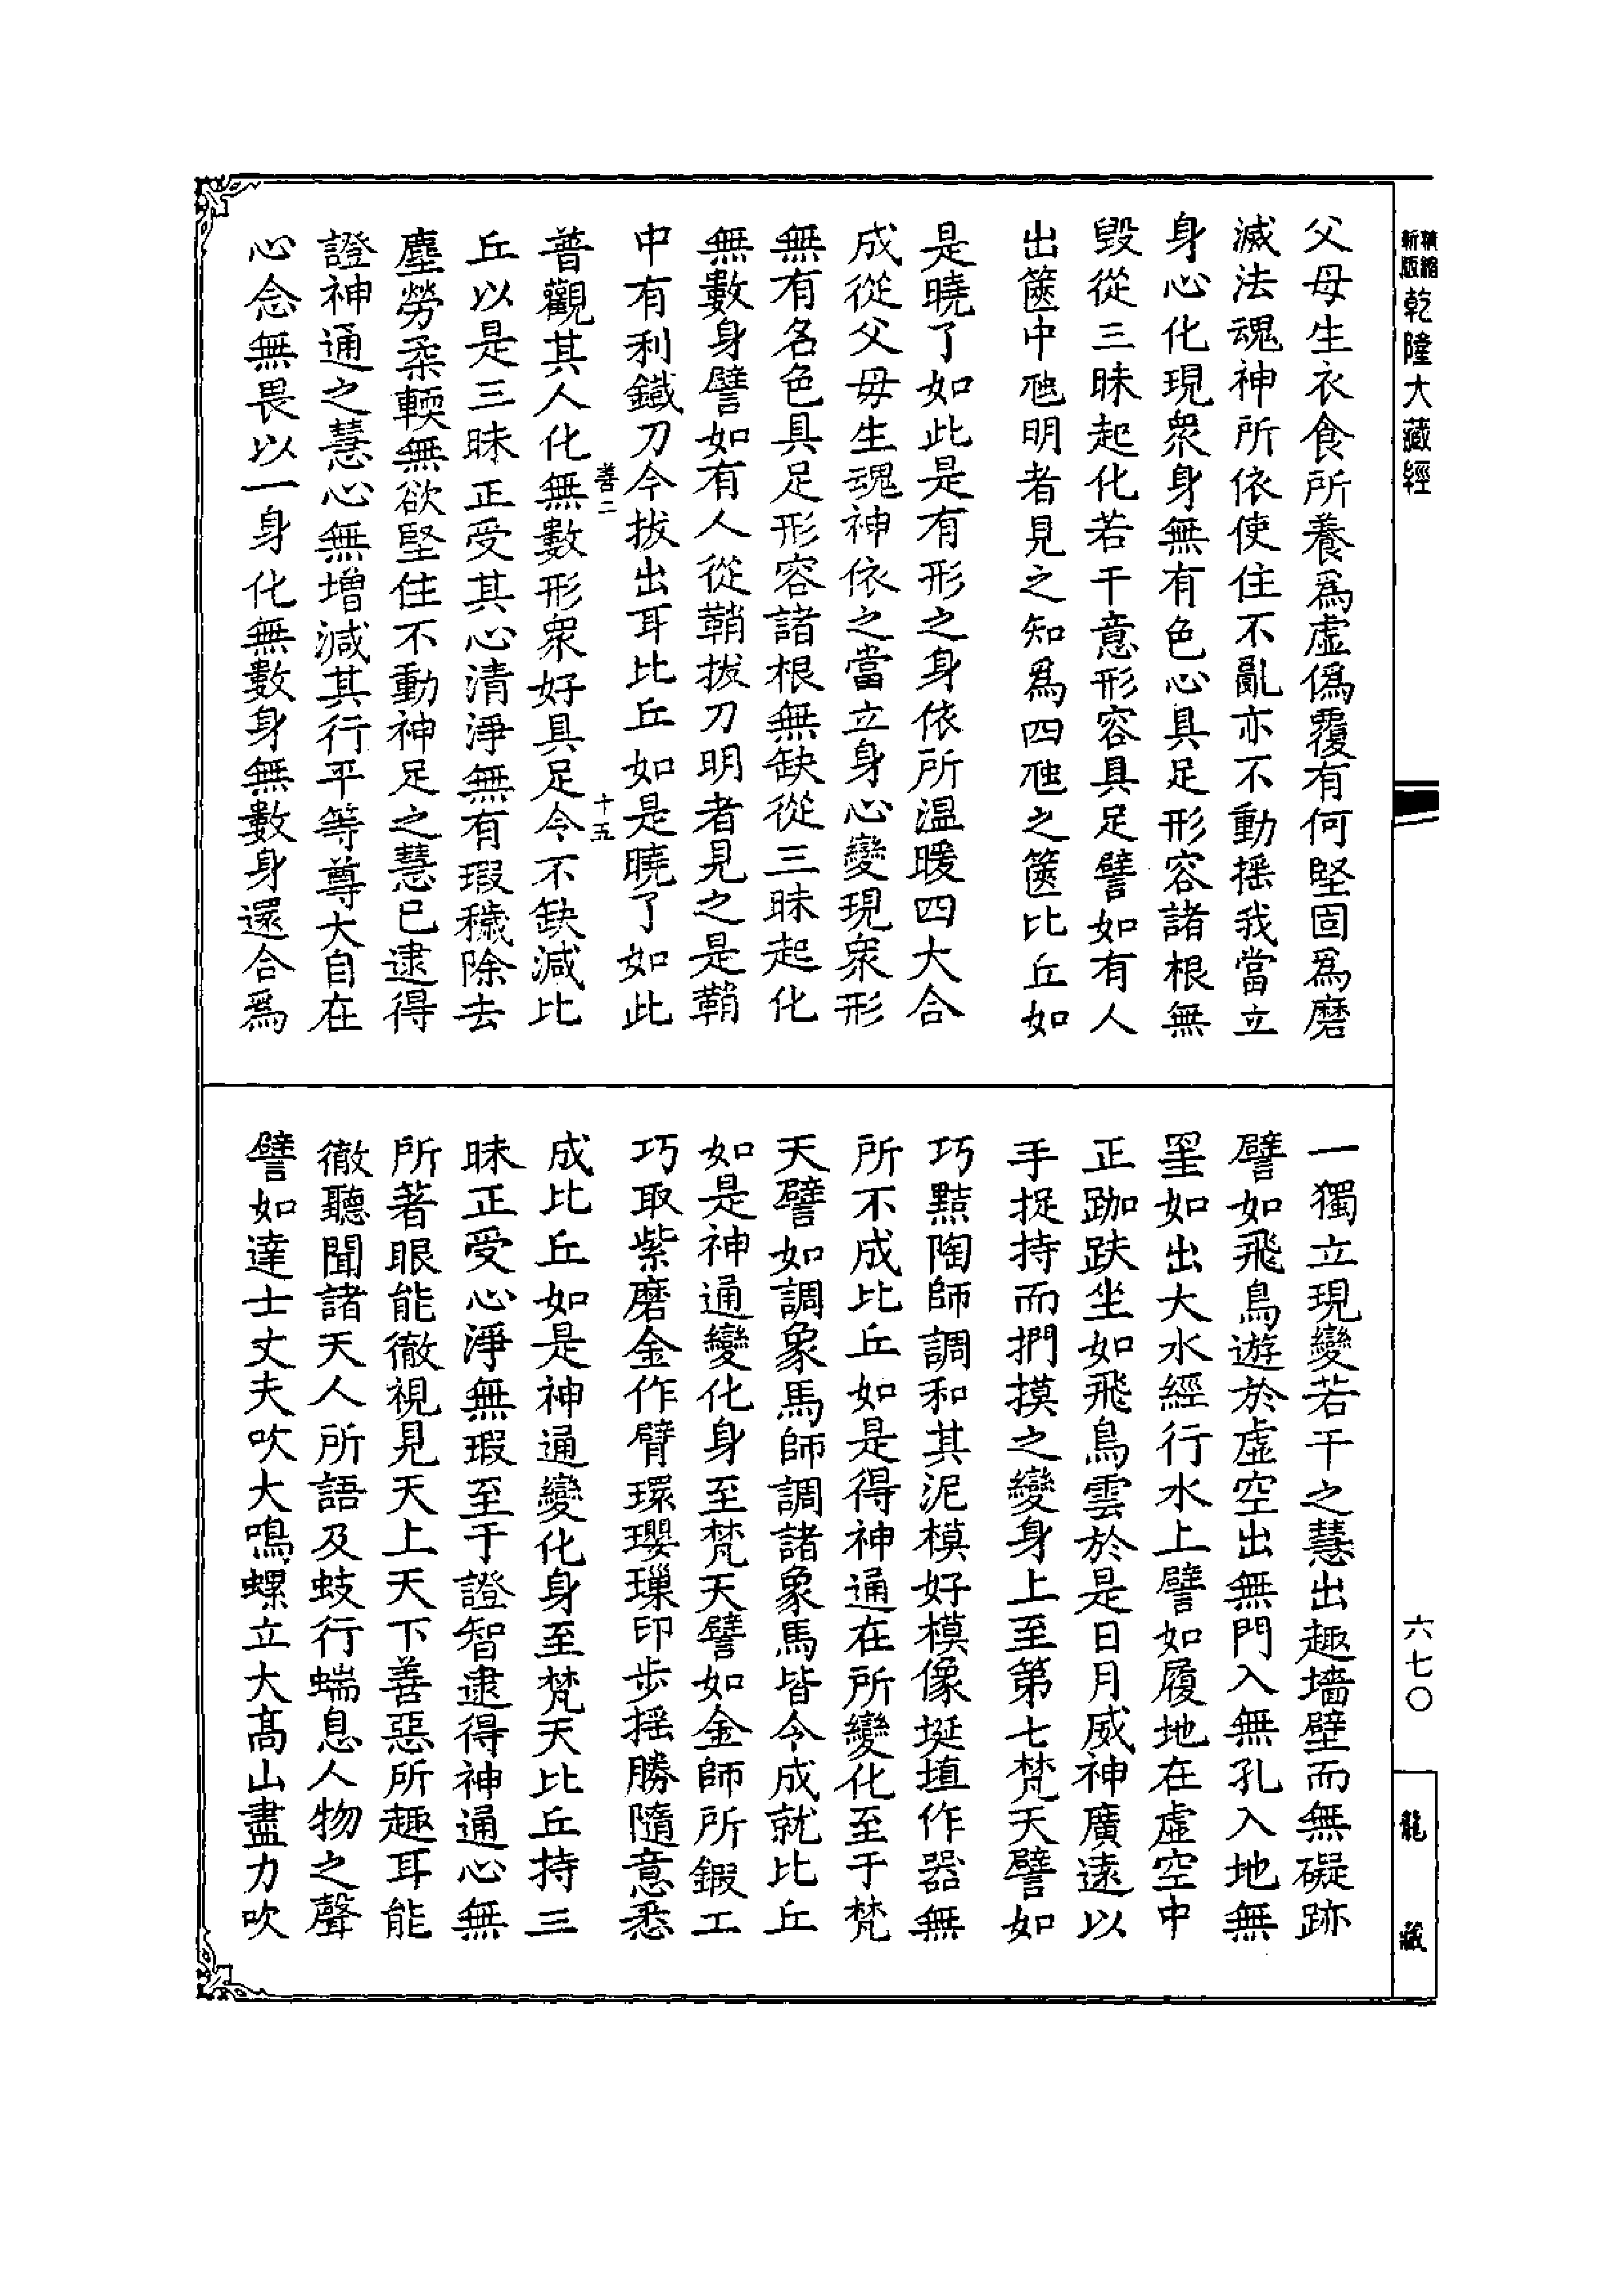 精縮
新版
乾隆大藏經
六七〇
龍藏
父母生衣食所養爲虛僞覆有何堅固爲磨
滅法魂神所依使住不亂亦不動搖我當立
身心化現衆身無有色心具足形容諸根無
毀從三昧起化若干意形容具足譬如有人
出篋中虵明者見之知爲四虵之篋比丘如
是曉了如此是有形之身依所温暖四大合
成從父母生魂神依之當立身心變現衆形
無有名色具足形容諸根無缺從三昧起化
無數身譬如有人從鞘拔刀明者見之是鞘
中有利鐵刀今拔出耳比丘如是曉了如此
普觀其人化無數形衆好具足令不缺減比
善二
十五
丘以是三昧正受其心清淨無有瑕穢除去
塵勞柔輭無欲堅住不動神足之慧已逮得
證神通之慧心無增減其行平等尊大自在
心念無畏以一身化無數身無數身還合爲
一獨立現變若干之慧出趣墻壁而無礙跡
譬如飛鳥遊於虛空出無門入無孔入地無
罣如出大水經行水上譬如履地在虛空中
正跏趺坐如飛鳥雲於是日月威神廣遠以
手捉持而捫摸之變身上至第七梵天譬如
巧黠陶師調和其泥模好模像埏埴作器無
所不成比丘如是得神通在所變化至于梵
天譬如調象馬師調諸象馬皆令成就比丘
如是神通變化身至梵天譬如金師所鍜工
巧取紫磨金作臂環瓔璅印步摇勝隨意悉
成比丘如是神通變化身至梵天比丘持三
昧正受心淨無瑕至于證智逮得神通心無
所著眼能徹視見天上天下善惡所趣耳能
徹聽聞諸天人所語及蚑行蝡息人物之聲
譬如達士丈夫吹大鳴螺立大高山盡力吹